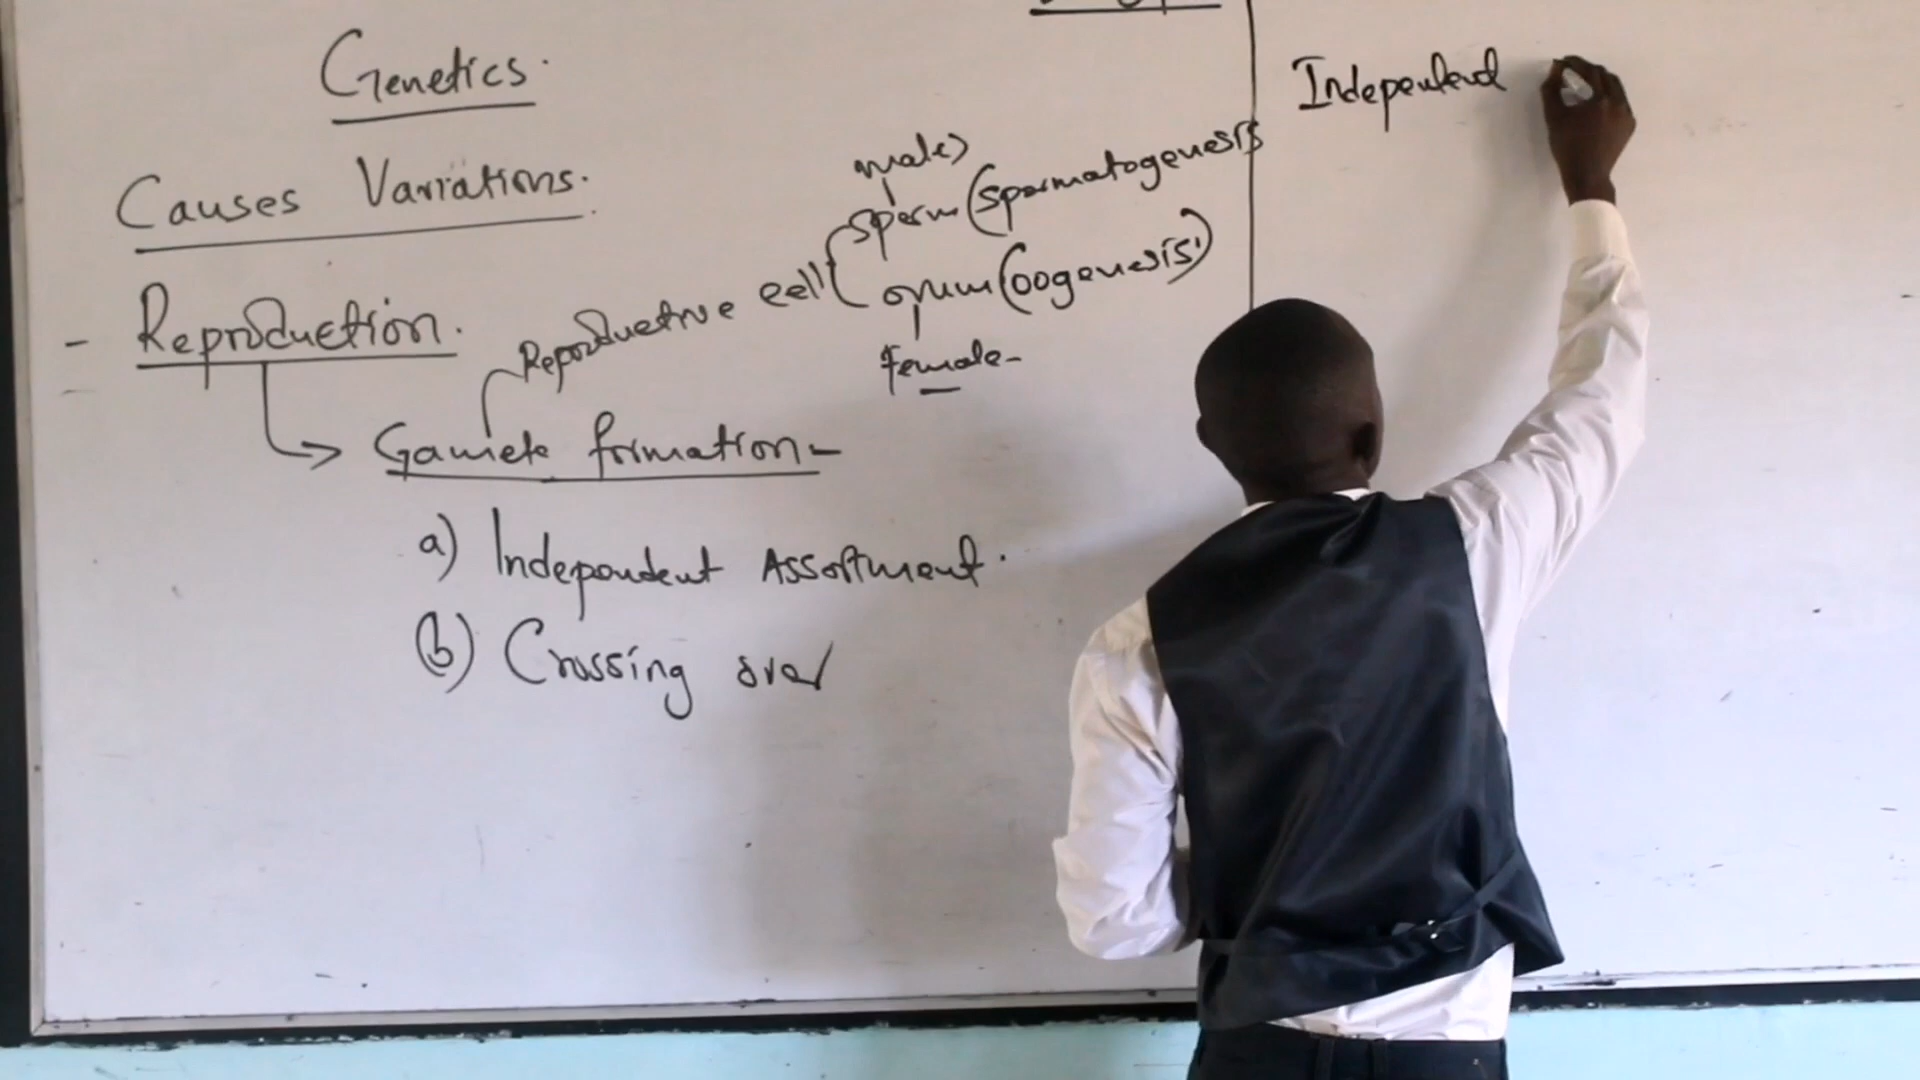 Genetics.
Causes Variations.
- Reproduction.
Reproductive cell
male
sperm (spermatogenesis
ovum (oogenesis)
female-
Gamete formation-
a) Independent Assortment.
(b) Crossing over
Independent